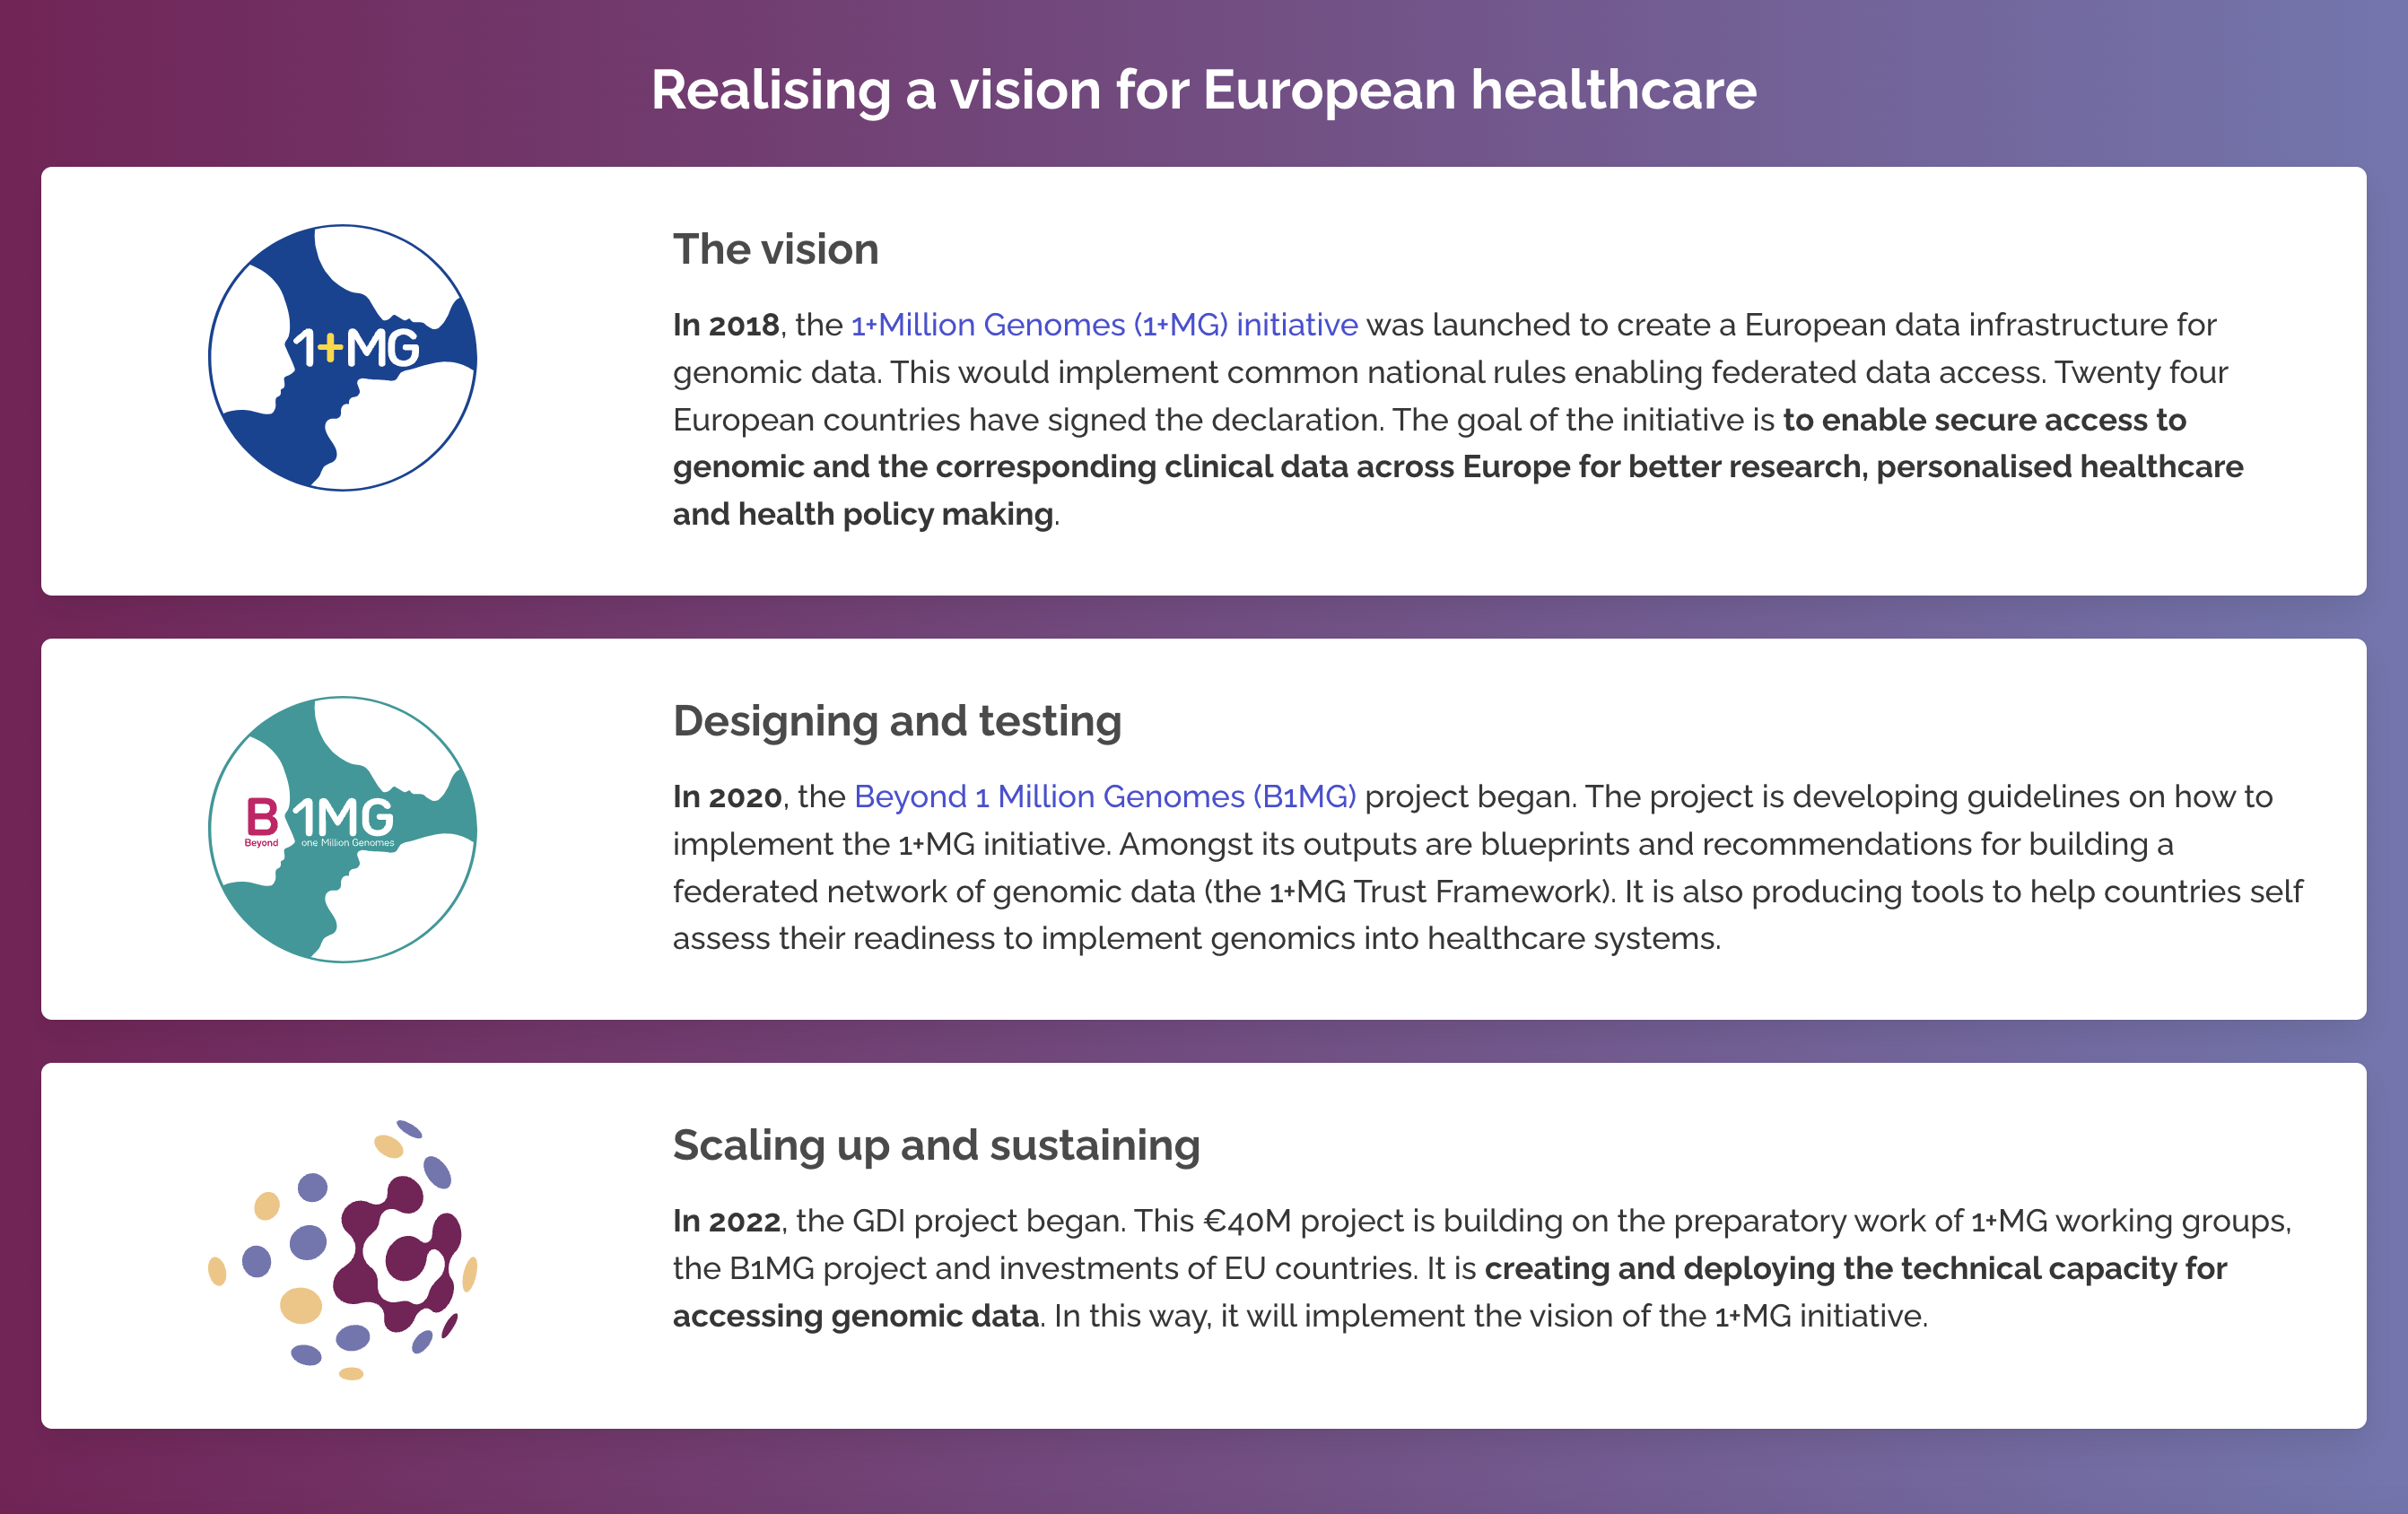 Realising a vision for European healthcare
1+MG
The vision
In 2018, the 1+Million Genomes (1+MG) initiative was launched to create a European data infrastructure for
genomic data. This would implement common national rules enabling federated data access. Twenty four
European countries have signed the declaration. The goal of the initiative is to enable secure access to
genomic and the corresponding clinical data across Europe for better research, personalised healthcare
and health policy making.
B 1MG
Beyond one Million Genomes
Designing and testing
In 2020, the Beyond 1 Million Genomes (B1MG) project began. The project is developing guidelines on how to
implement the 1+MG initiative. Amongst its outputs are blueprints and recommendations for building a
federated network of genomic data (the 1+MG Trust Framework). It is also producing tools to help countries self
assess their readiness to implement genomics into healthcare systems.
Scaling up and sustaining
In 2022, the GDI project began. This €40M project is building on the preparatory work of 1+MG working groups,
the B1MG project and investments of EU countries. It is creating and deploying the technical capacity for
accessing genomic data. In this way, it will implement the vision of the 1+MG initiative.